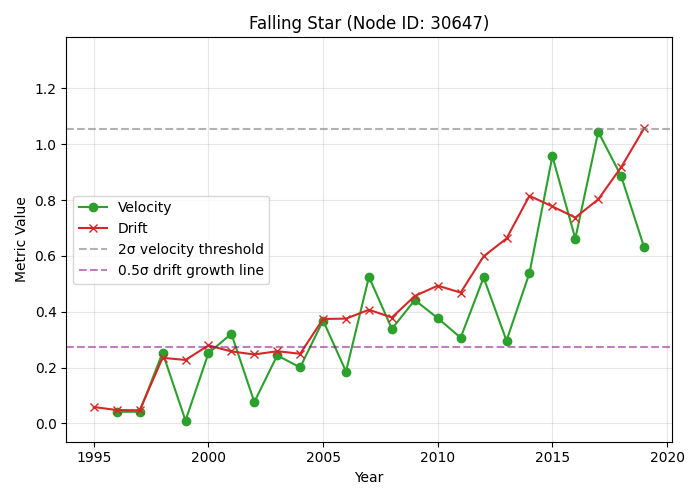 Falling Star (Node ID: 30647)
Metric Value
1.2
1.0
0.8
0.6
0.4
0.2
0.0
Velocity
Drift
2σ velocity threshold
0.5σ drift growth line
1995
2000
2005
2010
2015
2020
Year